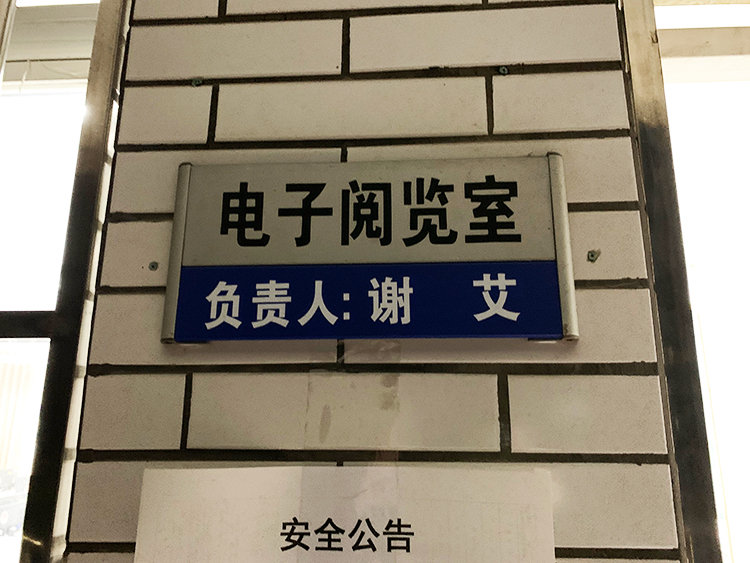 电子阅览室
负责人:谢 艾
安全公告